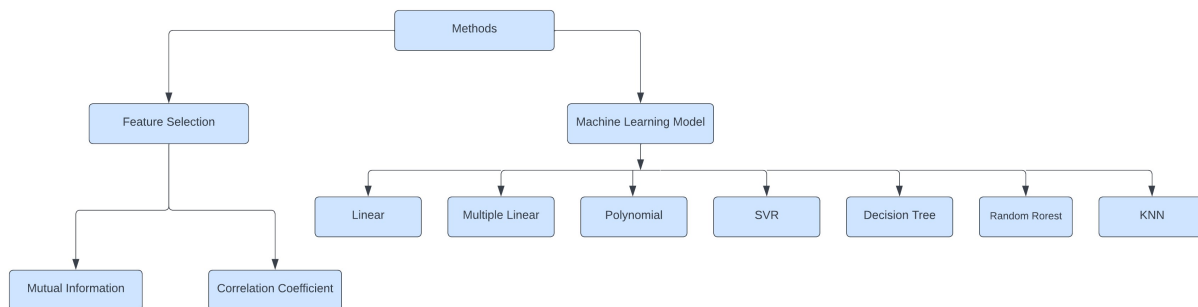 Methods
Feature Selection
Machine Learning Model
Linear
Multiple Linear
Polynomial
SVR
Decision Tree
Random Rorest
KNN
Mutual Information
Correlation Coefficient